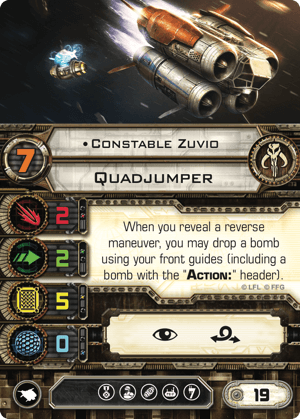 • Constable Zuvio
7
Quadjumper
2
When you reveal a reverse
maneuver, you may drop a bomb
using your front guides (including a
bomb with the "Action:" header).
© LFL © FFG
2
5
0
19